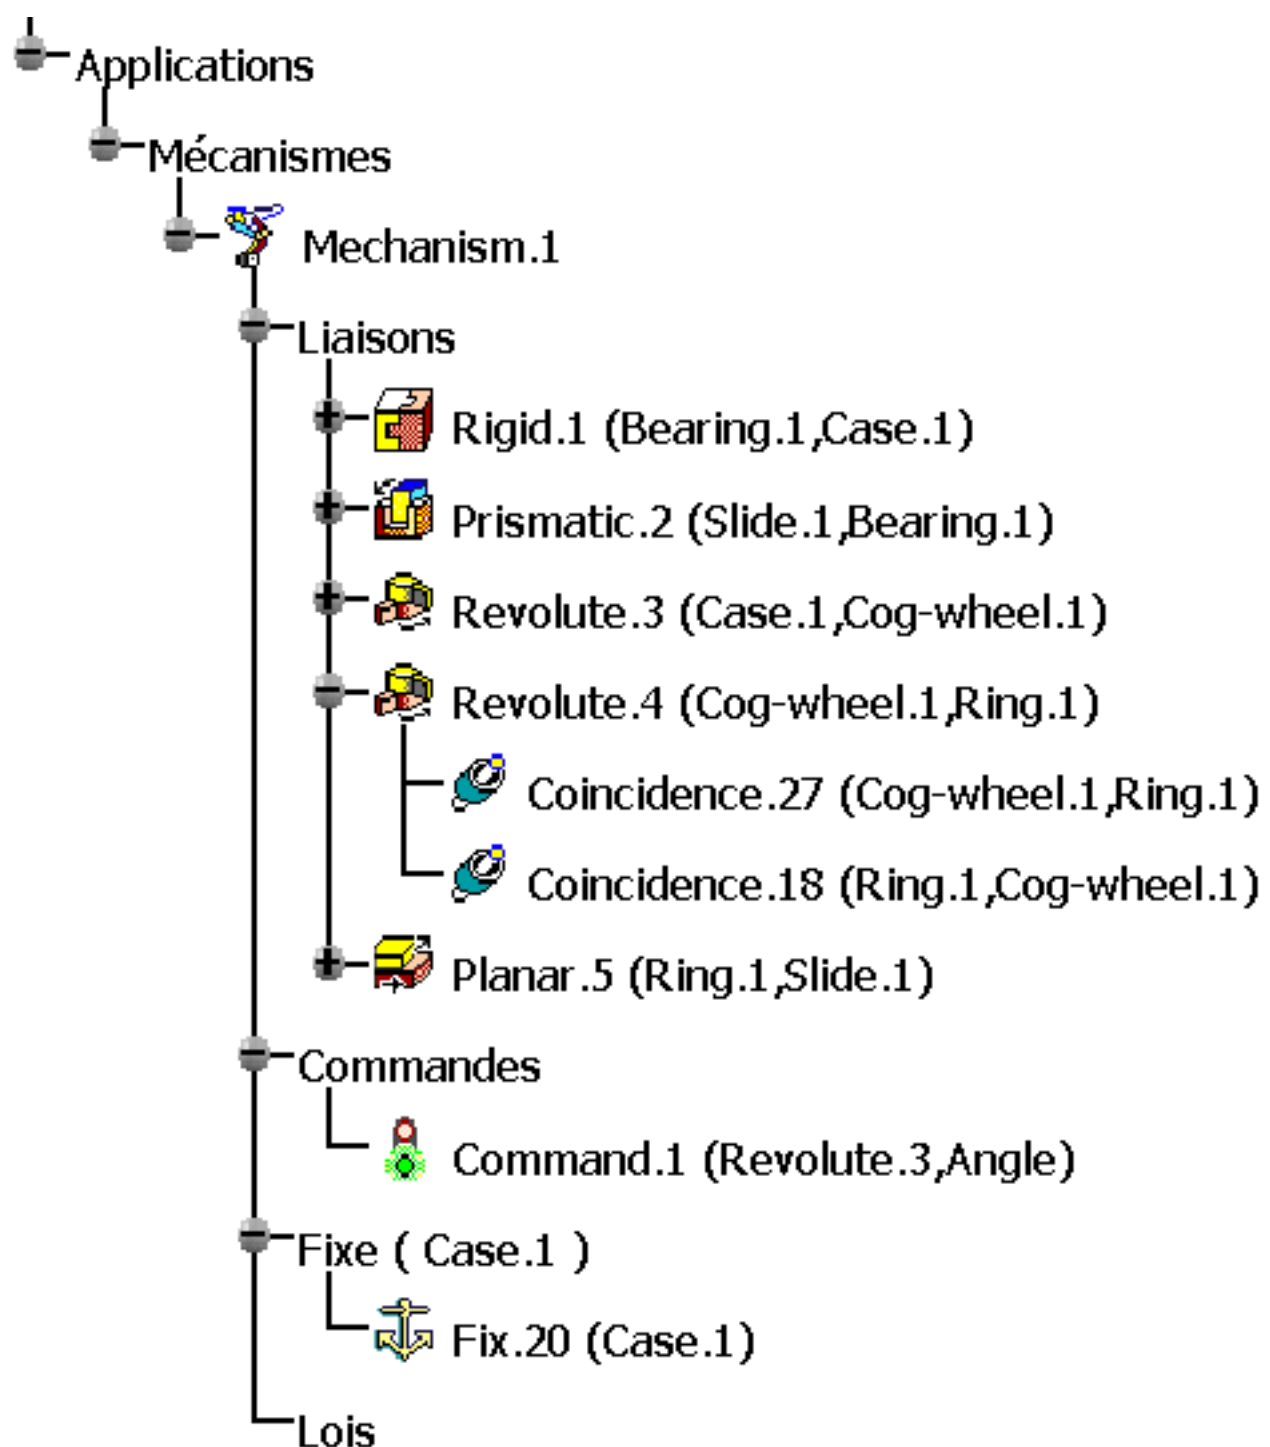 Applications
Mécanismes
Mechanism.1
Liaisons
Rigid.1 (Bearing.1,Case.1)
Prismatic.2 (Slide.1,Bearing.1)
Revolute.3 (Case.1,Cog-wheel.1)
Revolute.4 (Cog-wheel.1,Ring.1)
Coincidence.27 (Cog-wheel.1,Ring.1)
Coincidence.18 (Ring.1,Cog-wheel.1)
Planar.5 (Ring.1,Slide.1)
Commandes
Command.1 (Revolute.3,Angle)
Fixe ( Case.1 )
Fix.20 (Case.1)
Lois